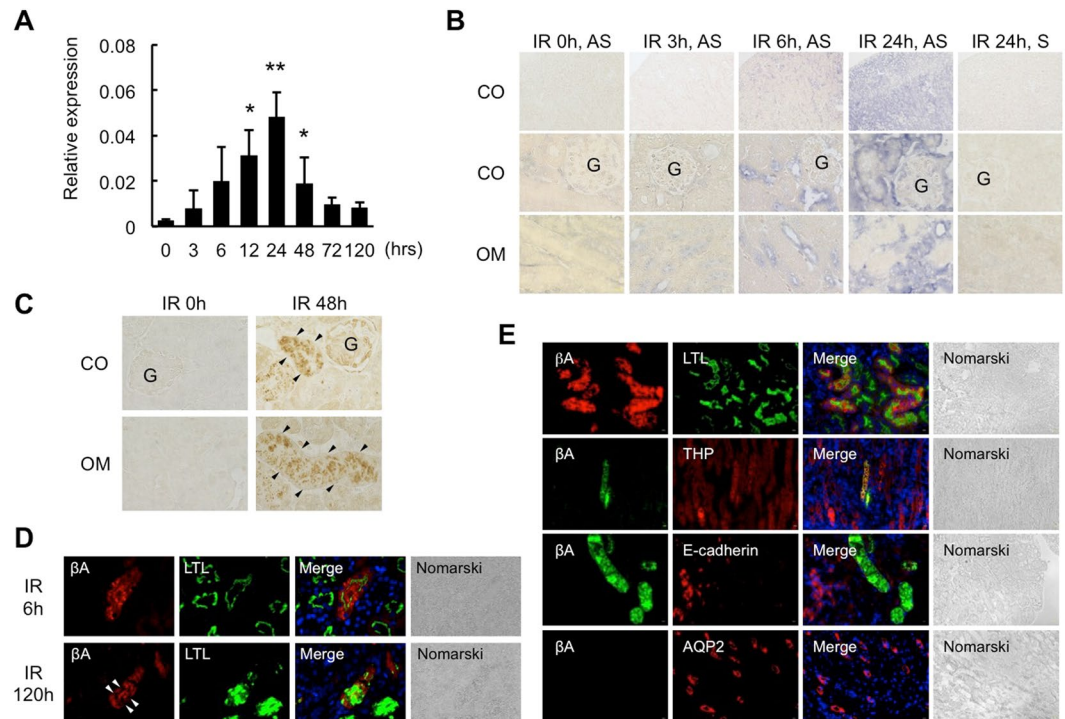 A
0.08
0.06
0.04
0.02
0
Relative expression
*
**
*
0 3 6 12 24 48 72 120 (hrs)
B
IR 0h, AS IR 3h, AS IR 6h, AS IR 24h, AS IR 24h, S
CO
CO
G G G G G
OM
C
IR 0h IR 48h
CO
G G
OM
D
IR 6h
βA LTL Merge Nomarski
IR 120h
βA LTL Merge Nomarski
E
βA LTL Merge Nomarski
βA THP Merge Nomarski
βA E-cadherin Merge Nomarski
βA AQP2 Merge Nomarski